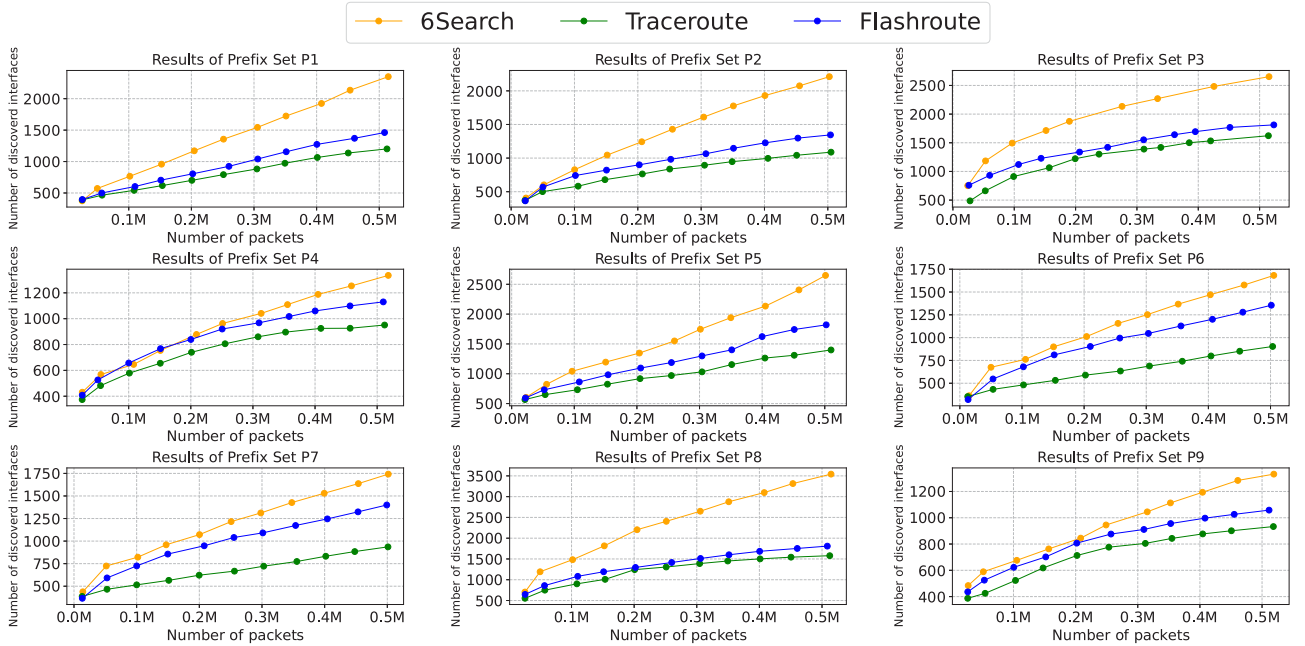 6Search Traceroute Flashroute
Results of Prefix Set P1
Number of discoverd interfaces
2000
1500
1000
500
0.1M 0.2M 0.3M 0.4M 0.5M
Number of packets
Results of Prefix Set P2
Number of discoverd interfaces
2000
1500
1000
500
0.0M 0.1M 0.2M 0.3M 0.4M 0.5M
Number of packets
Results of Prefix Set P3
Number of discoverd interfaces
2500
2000
1500
1000
500
0.0M 0.1M 0.2M 0.3M 0.4M 0.5M
Number of packets
Results of Prefix Set P4
Number of discoverd interfaces
1200
1000
800
600
400
0.1M 0.2M 0.3M 0.4M 0.5M
Number of packets
Results of Prefix Set P5
Number of discoverd interfaces
2500
2000
1500
1000
500
0.0M 0.1M 0.2M 0.3M 0.4M 0.5M
Number of packets
Results of Prefix Set P6
Number of discoverd interfaces
1750
1500
1250
1000
750
500
0.0M 0.1M 0.2M 0.3M 0.4M 0.5M
Number of packets
Results of Prefix Set P7
Number of discoverd interfaces
1750
1500
1250
1000
750
500
0.0M 0.1M 0.2M 0.3M 0.4M 0.5M
Number of packets
Results of Prefix Set P8
Number of discoverd interfaces
3500
3000
2500
2000
1500
1000
500
0.0M 0.1M 0.2M 0.3M 0.4M 0.5M
Number of packets
Results of Prefix Set P9
Number of discoverd interfaces
1200
1000
800
600
400
0.1M 0.2M 0.3M 0.4M 0.5M
Number of packets